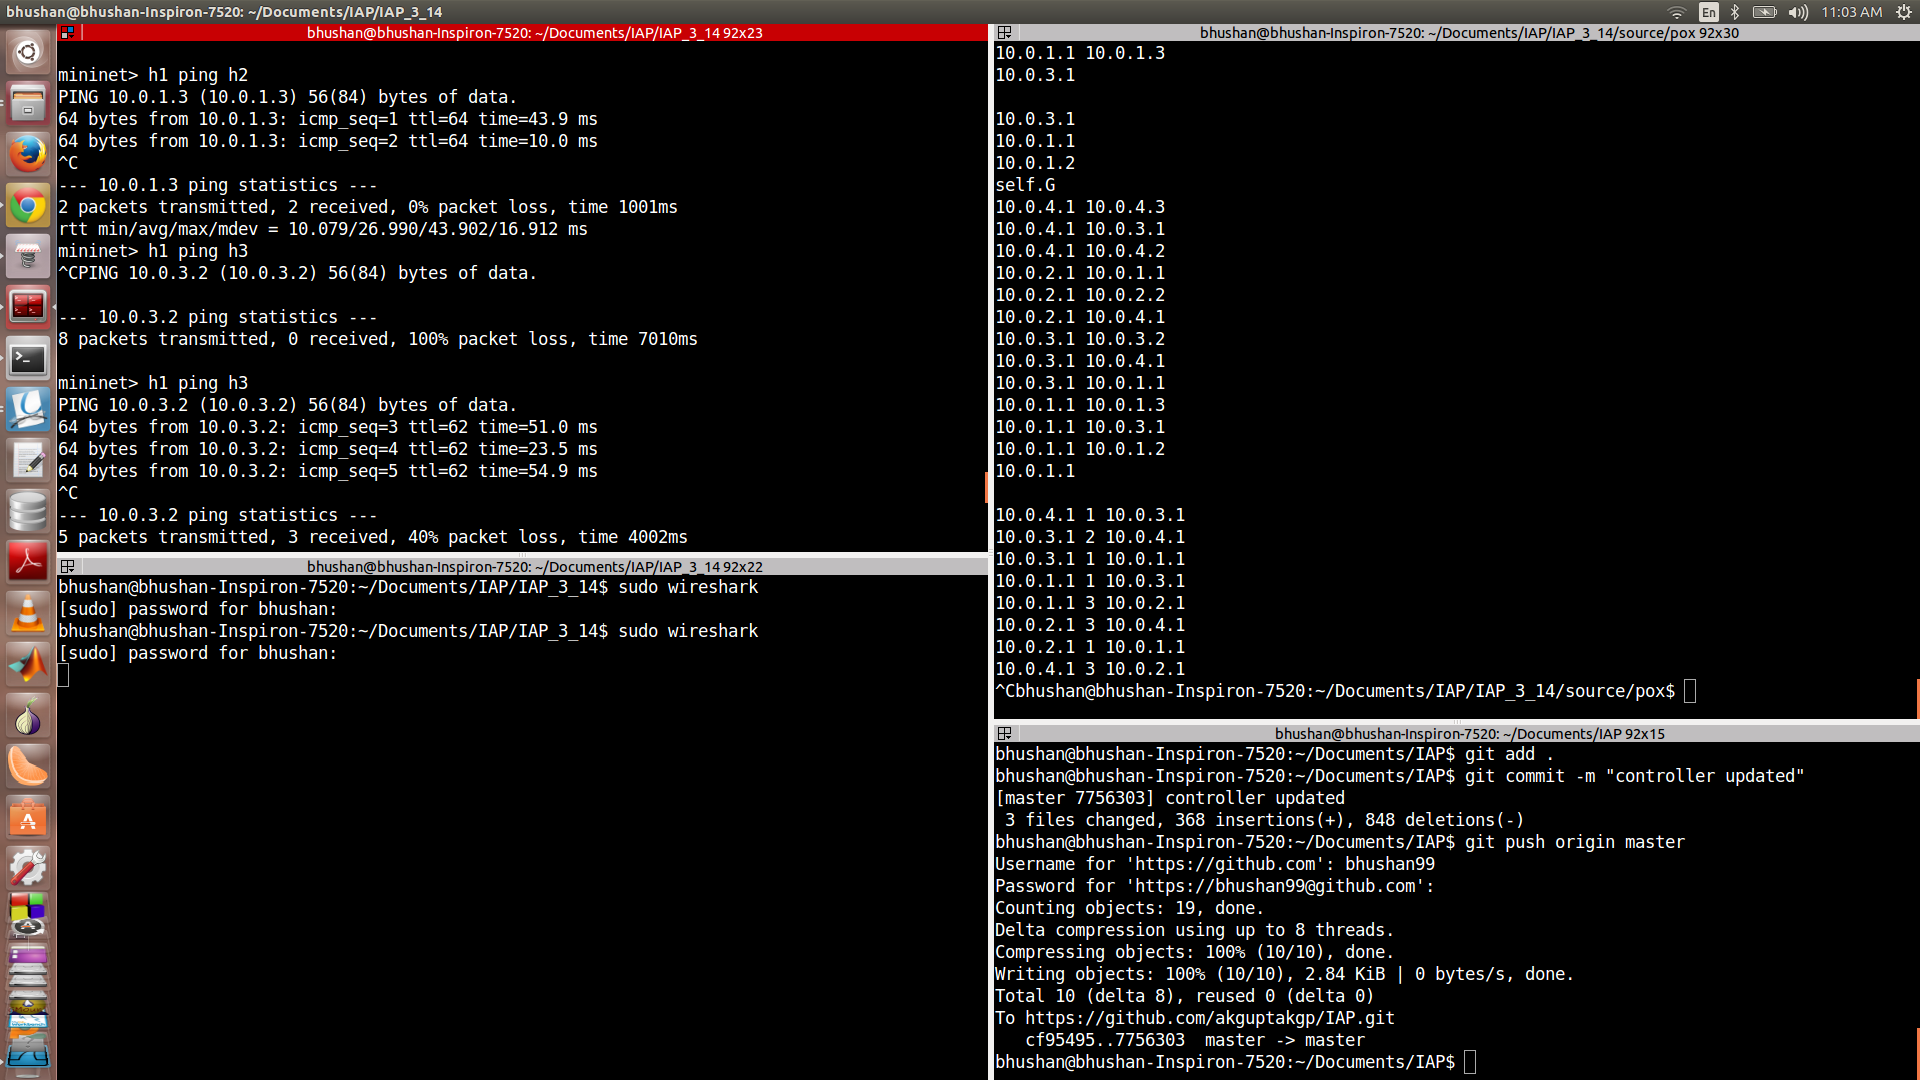 bhushan@bhushan-Inspiron-7520: ~/Documents/IAP/IAP_3_14
En
11:03 AM
bhushan@bhushan-Inspiron-7520: ~/Documents/IAP/IAP_3_14 92x23
mininet> h1 ping h2
PING 10.0.1.3 (10.0.1.3) 56(84) bytes of data.
64 bytes from 10.0.1.3: icmp_seq=1 ttl=64 time=43.9 ms
64 bytes from 10.0.1.3: icmp_seq=2 ttl=64 time=10.0 ms
^C
--- 10.0.1.3 ping statistics ---
2 packets transmitted, 2 received, 0% packet loss, time 1001ms
rtt min/avg/max/mdev = 10.079/26.990/43.902/16.912 ms
mininet> h1 ping h3
^CPING 10.0.3.2 (10.0.3.2) 56(84) bytes of data.
--- 10.0.3.2 ping statistics ---
8 packets transmitted, 0 received, 100% packet loss, time 7010ms
mininet> h1 ping h3
PING 10.0.3.2 (10.0.3.2) 56(84) bytes of data.
64 bytes from 10.0.3.2: icmp_seq=3 ttl=62 time=51.0 ms
64 bytes from 10.0.3.2: icmp_seq=4 ttl=62 time=23.5 ms
64 bytes from 10.0.3.2: icmp_seq=5 ttl=62 time=54.9 ms
^C
--- 10.0.3.2 ping statistics ---
5 packets transmitted, 3 received, 40% packet loss, time 4002ms
bhushan@bhushan-Inspiron-7520: ~/Documents/IAP/IAP_3_14 92x22
bhushan@bhushan-Inspiron-7520:~/Documents/IAP/IAP_3_14$ sudo wireshark
[sudo] password for bhushan:
bhushan@bhushan-Inspiron-7520:~/Documents/IAP/IAP_3_14$ sudo wireshark
[sudo] password for bhushan:
bhushan@bhushan-Inspiron-7520: ~/Documents/IAP/IAP_3_14/source/pox 92x30
10.0.1.1 10.0.1.3
10.0.3.1
10.0.3.1
10.0.1.1
10.0.1.2
self.G
10.0.4.1 10.0.4.3
10.0.4.1 10.0.3.1
10.0.4.1 10.0.4.2
10.0.2.1 10.0.1.1
10.0.2.1 10.0.2.2
10.0.2.1 10.0.4.1
10.0.3.1 10.0.3.2
10.0.3.1 10.0.4.1
10.0.3.1 10.0.1.1
10.0.1.1 10.0.1.3
10.0.1.1 10.0.3.1
10.0.1.1 10.0.1.2
10.0.1.1
10.0.4.1 1 10.0.3.1
10.0.3.1 2 10.0.4.1
10.0.3.1 1 10.0.1.1
10.0.1.1 1 10.0.3.1
10.0.1.1 3 10.0.2.1
10.0.2.1 3 10.0.4.1
10.0.2.1 1 10.0.1.1
10.0.4.1 3 10.0.2.1
^Cbhushan@bhushan-Inspiron-7520:~/Documents/IAP/IAP_3_14/source/pox$
bhushan@bhushan-Inspiron-7520: ~/Documents/IAP 92x15
bhushan@bhushan-Inspiron-7520:~/Documents/IAP$ git add .
bhushan@bhushan-Inspiron-7520:~/Documents/IAP$ git commit -m "controller updated"
[master 7756303] controller updated
3 files changed, 368 insertions(+), 848 deletions(-)
bhushan@bhushan-Inspiron-7520:~/Documents/IAP$ git push origin master
Username for 'https://github.com': bhushan99
Password for 'https://bhushan99@github.com':
Counting objects: 19, done.
Delta compression using up to 8 threads.
Compressing objects: 100% (10/10), done.
Writing objects: 100% (10/10), 2.84 KiB | 0 bytes/s, done.
Total 10 (delta 8), reused 0 (delta 0)
To https://github.com/akguptakgp/IAP.git
cf95495..7756303  master -> master
bhushan@bhushan-Inspiron-7520:~/Documents/IAP$